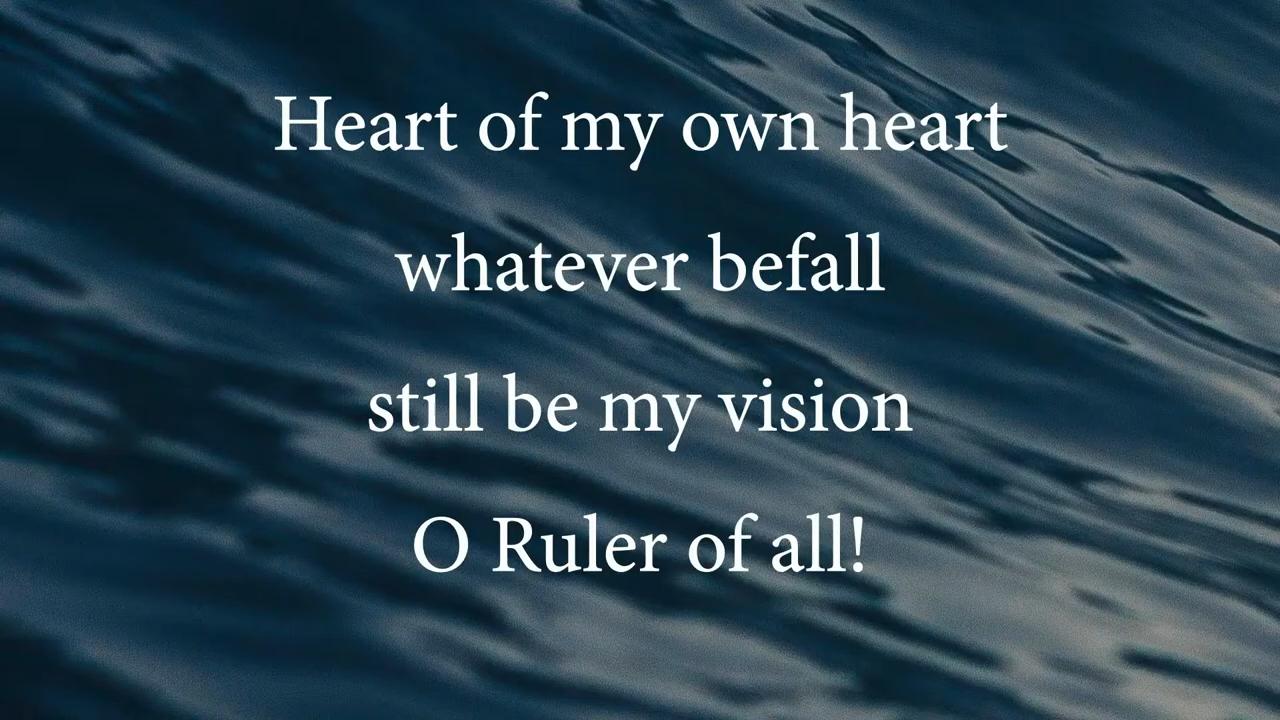 Heart of my own heart
whatever befall
still be my vision
O Ruler of all!